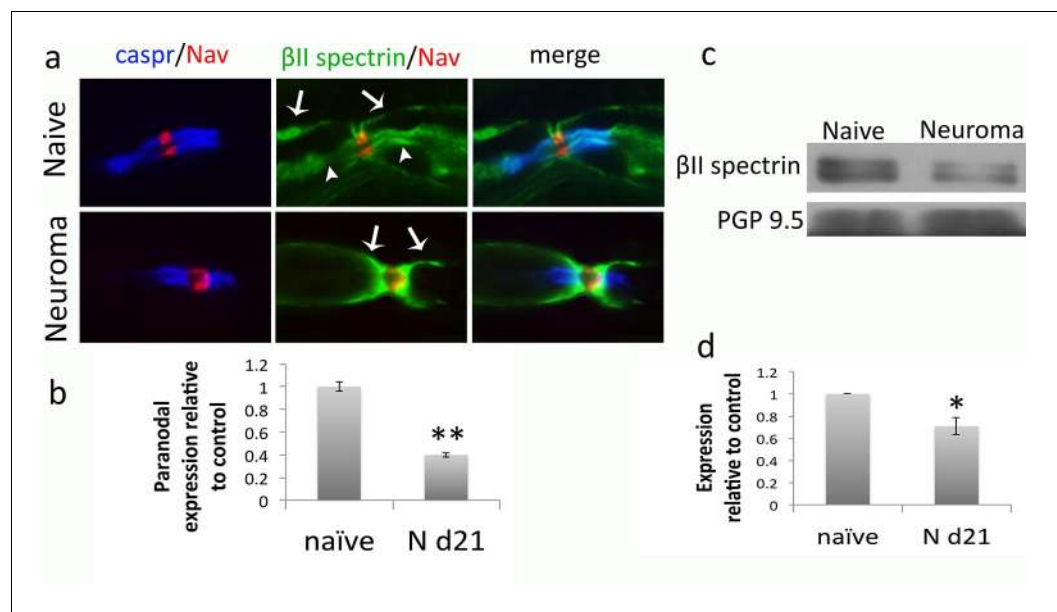 a
caspr/Nav
βII spectrrin/Nav
merge
Naive
Neuroma
c
Naive
Neuroma
βII spectrin
PGP 9.5
b
Paranodal
expression relative
to control
1.2
1
0.8
0.6
0.4
0.2
0
**
naïve
N d21
d
Expression
relative to control
1.2
1
0.8
0.6
0.4
0.2
0
*
naïve
N d21